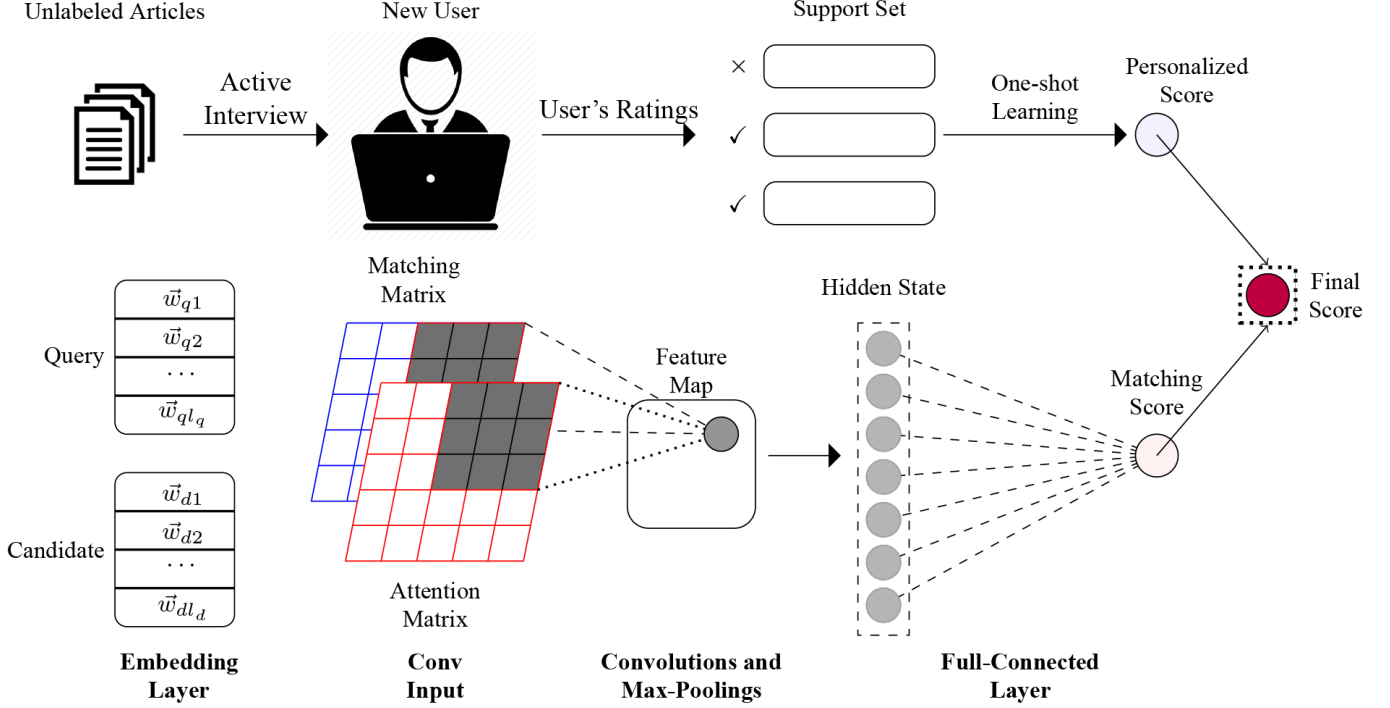 Unlabeled Articles
New User
Support Set
Active
Interview
User's Ratings
One-shot
Learning
Personalized
Score
×
✓
✓
Matching
Matrix
Hidden State
Final
Score
Query
w⃗_{q1}
w⃗_{q2}
...
w⃗_{ql_q}
Feature
Map
Matching
Score
Candidate
w⃗_{d1}
w⃗_{d2}
...
w⃗_{dl_d}
Attention
Matrix
Embedding
Layer
Conv
Input
Convolutions and
Max-Poolings
Full-Connected
Layer